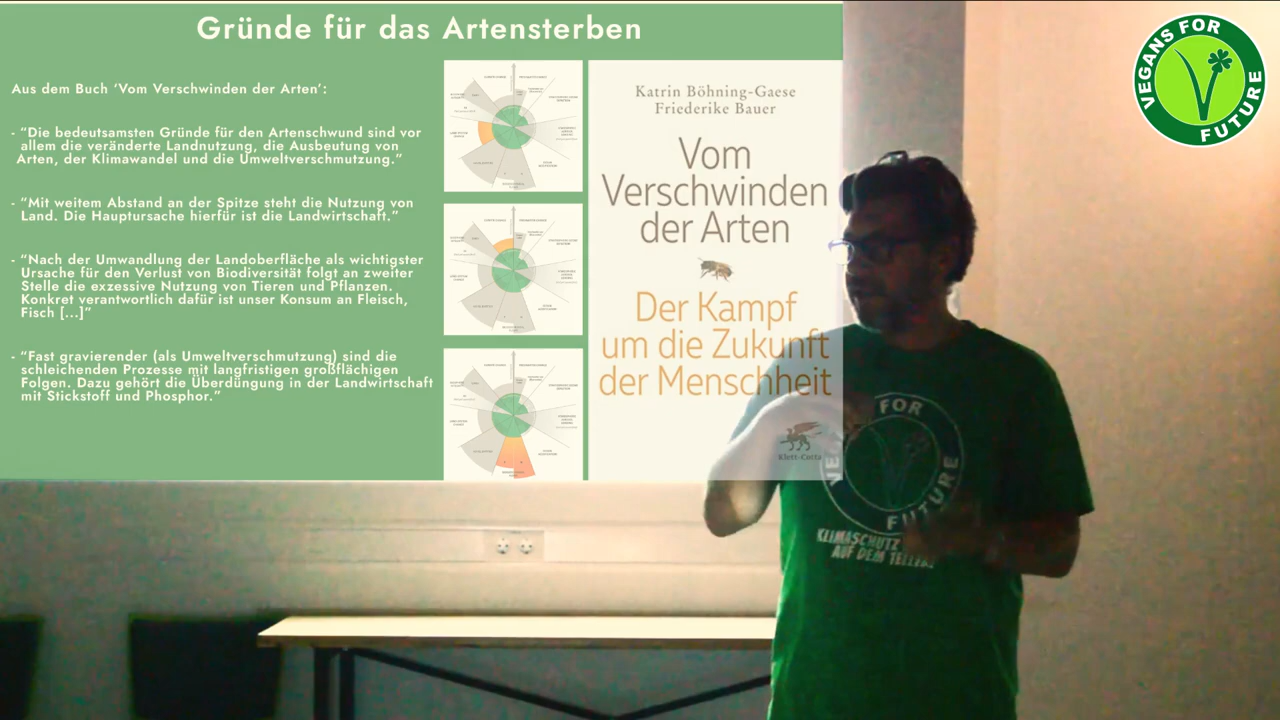 Gründe für das Artensterben
Aus dem Buch ‘Vom Verschwinden der Arten’:
- “Die bedeutsamsten Gründe für den Artenschwund sind vor
allem die veränderte Landnutzung, die Ausbeutung von
Arten, der Klimawandel und die Umweltverschmutzung.”
- “Mit weitem Abstand an der Spitze steht die Nutzung von
Land. Die Hauptursache hierfür ist die Landwirtschaft.”
- “Nach der Umwandlung der Landoberfläche als wichtigster
Ursache für den Verlust von Biodiversität folgt an zweiter
Stelle die exzessive Nutzung von Tieren und Pflanzen.
Konkret verantwortlich dafür ist unser Konsum an Fleisch,
Fisch [...]”
- “Fast gravierender (als Umweltverschmutzung) sind die
schleichenden Prozesse mit langfristigen großflächigen
Folgen. Dazu gehört die Überdüngung in der Landwirtschaft
mit Stickstoff und Phosphor.”
Katrin Böhning-Gaese
Friederike Bauer
Vom
Verschwinden
der Arten
Der Kampf
um die Zukunft
der Menschheit
Klett-Cotta
VEGANS FOR
FUTURE
FOR
FUTURE
KLIMASCHUTZ
AUF DEM TELLER!